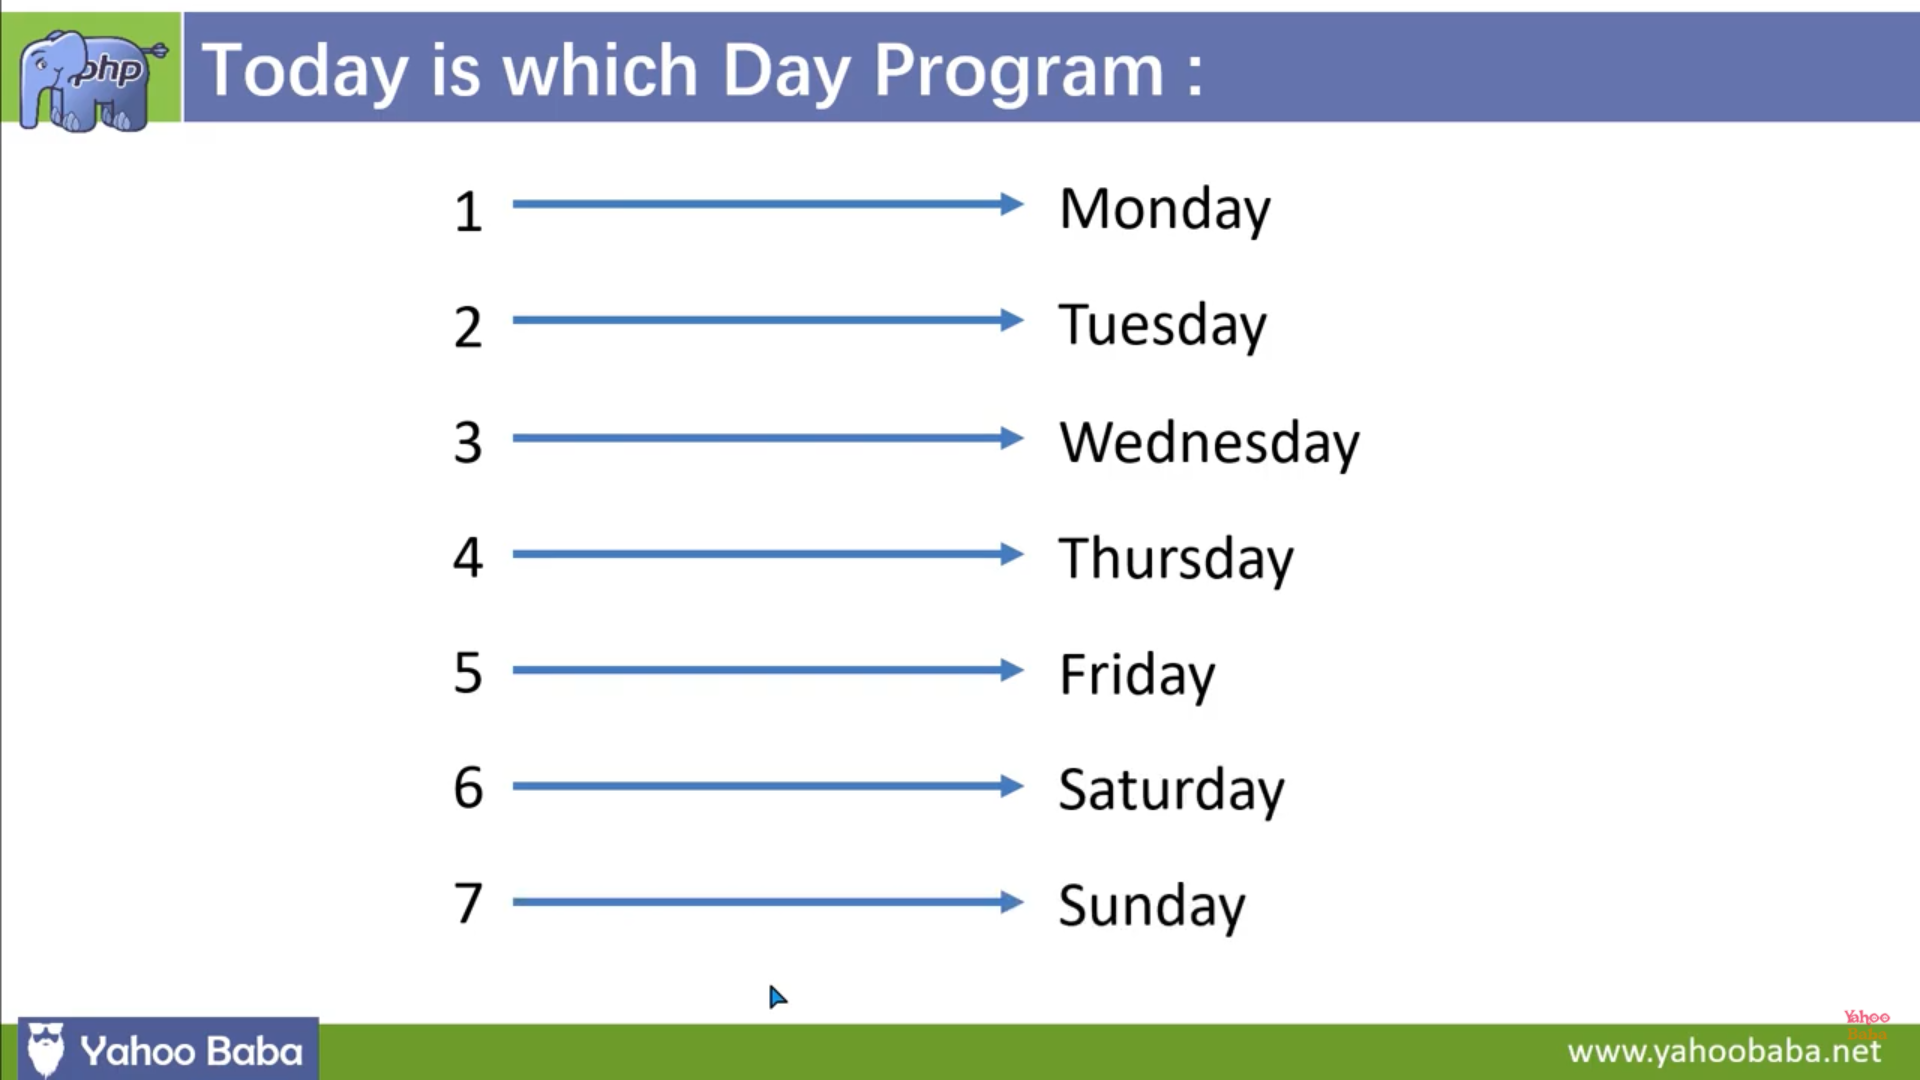 php
Today is which Day Program :
1 Monday
2 Tuesday
3 Wednesday
4 Thursday
5 Friday
6 Saturday
7 Sunday
Yahoo Baba
Yahoo
Baba
www.yahoobaba.net